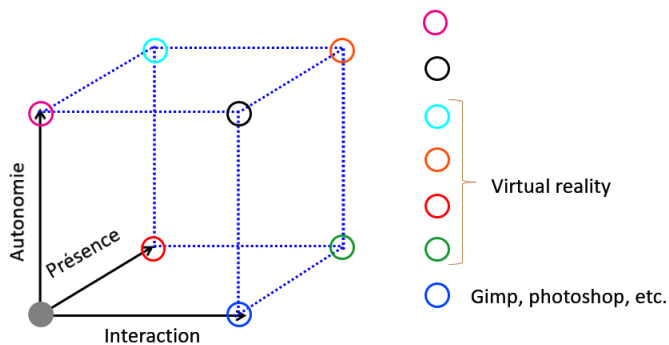 Autonomie
Présence
Interaction
Virtual reality
Gimp, photoshop, etc.